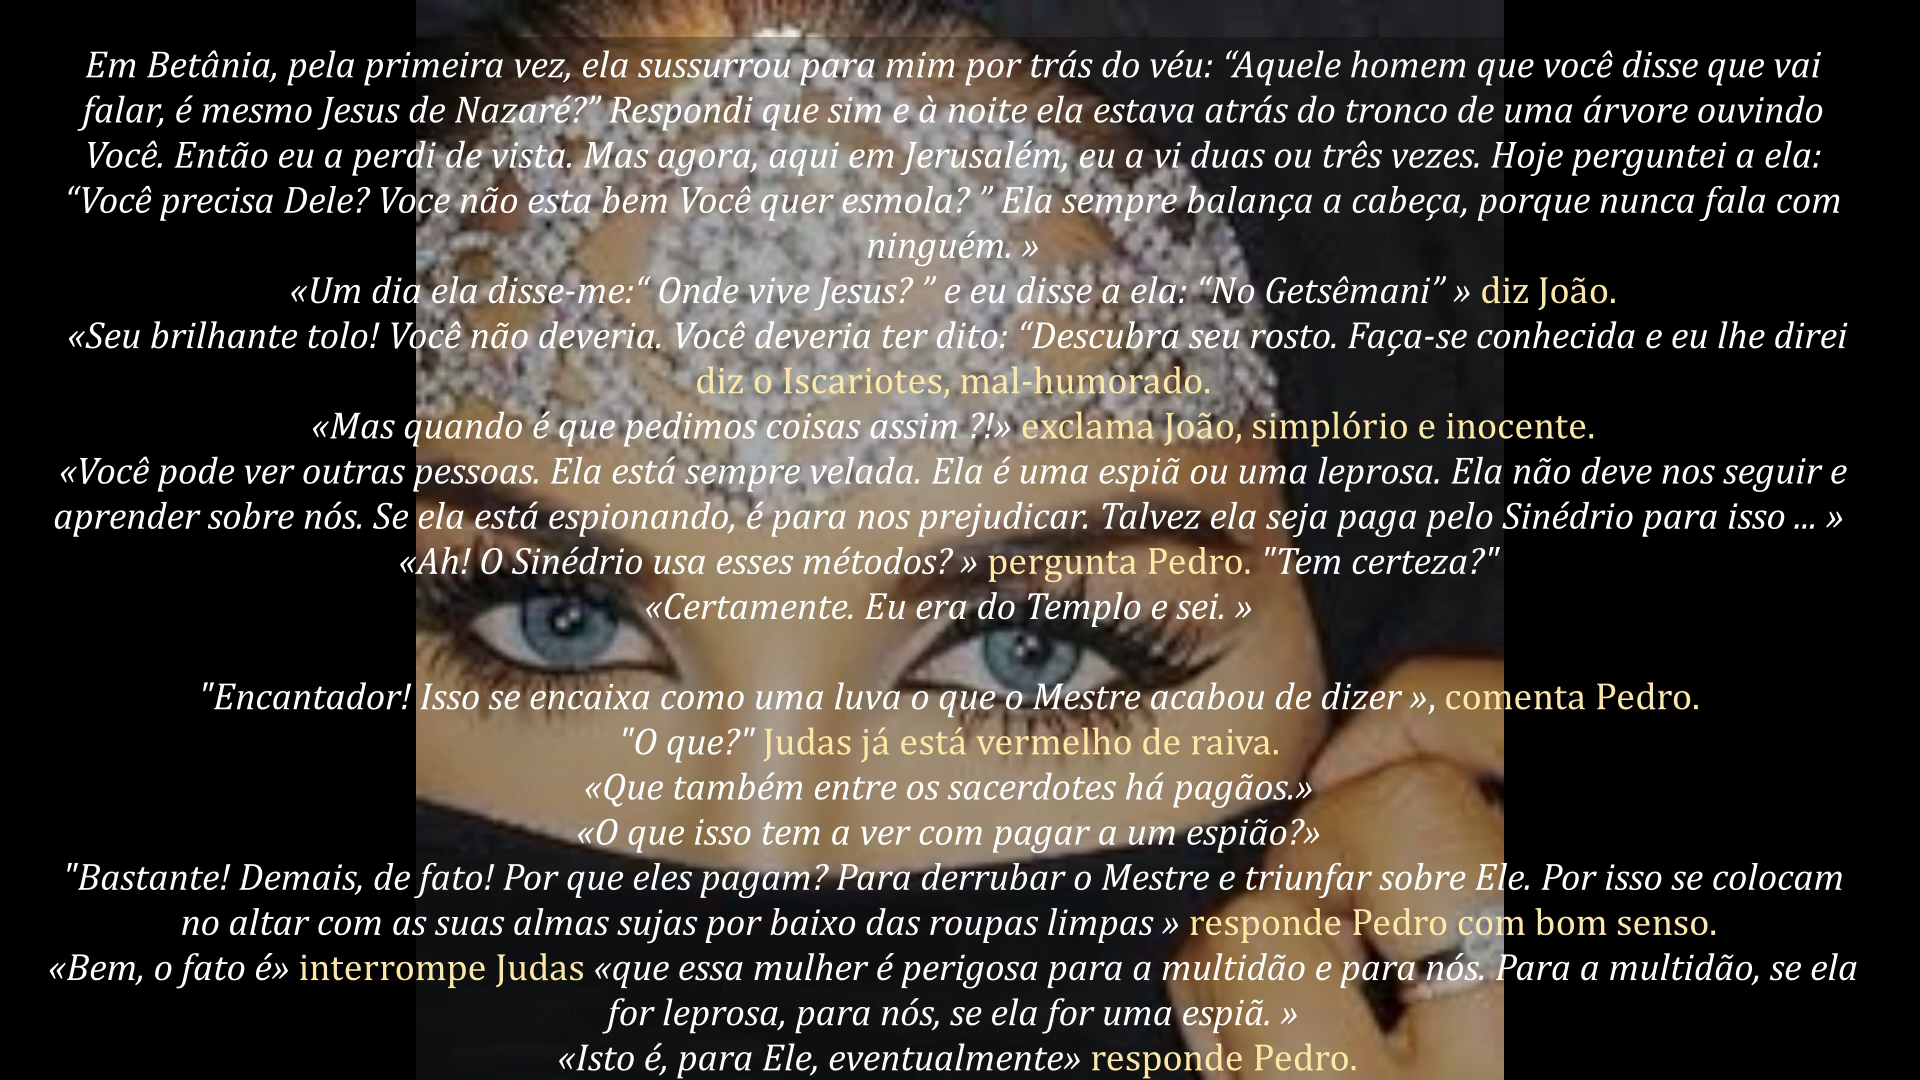 Em Betânia, pela primeira vez, ela sussurrou para mim por trás do véu: “Aquele homem que você disse que vai
falar, é mesmo Jesus de Nazaré?” Respondi que sim e à noite ela estava atrás do tronco de uma árvore ouvindo
Você. Então eu a perdi de vista. Mas agora, aqui em Jerusalém, eu a vi duas ou três vezes. Hoje perguntei a ela:
“Você precisa Dele? Voce não esta bem Você quer esmola? ” Ela sempre balança a cabeça, porque nunca fala com
ninguém. »
«Um dia ela disse-me:“ Onde vive Jesus? ” e eu disse a ela: “No Getsêmani” » diz João.
«Seu brilhante tolo! Você não deveria. Você deveria ter dito: “Descubra seu rosto. Faça-se conhecida e eu lhe direi
diz o Iscariotes, mal-humorado.
«Mas quando é que pedimos coisas assim ?!» exclama João, simplório e inocente.
«Você pode ver outras pessoas. Ela está sempre velada. Ela é uma espiã ou uma leprosa. Ela não deve nos seguir e
aprender sobre nós. Se ela está espionando, é para nos prejudicar. Talvez ela seja paga pelo Sinédrio para isso ... »
«Ah! O Sinédrio usa esses métodos? » pergunta Pedro. "Tem certeza?"
«Certamente. Eu era do Templo e sei. »
"Encantador! Isso se encaixa como uma luva o que o Mestre acabou de dizer », comenta Pedro.
"O que?" Judas já está vermelho de raiva.
«Que também entre os sacerdotes há pagãos.»
«O que isso tem a ver com pagar a um espião?»
"Bastante! Demais, de fato! Por que eles pagam? Para derrubar o Mestre e triunfar sobre Ele. Por isso se colocam
no altar com as suas almas sujas por baixo das roupas limpas » responde Pedro com bom senso.
«Bem, o fato é» interrompe Judas «que essa mulher é perigosa para a multidão e para nós. Para a multidão, se ela
for leprosa, para nós, se ela for uma espiã. »
«Isto é, para Ele, eventualmente» responde Pedro.